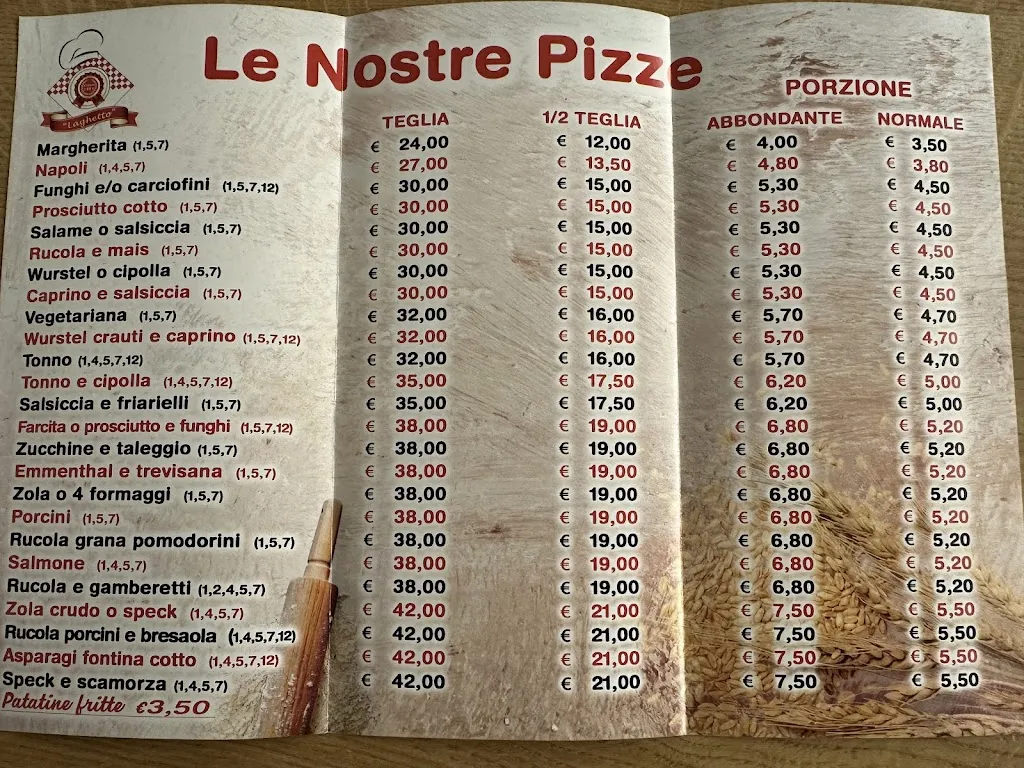 Le Nostre Pizze
"Laghetto"
PORZIONE
TEGLIA 1/2 TEGLIA ABBONDANTE NORMALE
Margherita (1,5,7) € 24,00 € 12,00 € 4,00 € 3,50
Napoli (1,4,5,7) € 27,00 € 13,50 € 4,80 € 3,80
Funghi e/o carciofini (1,5,7,12) € 30,00 € 15,00 € 5,30 € 4,50
Prosciutto cotto (1,5,7) € 30,00 € 15,00 € 5,30 € 4,50
Salame o salsiccia (1,5,7) € 30,00 € 15,00 € 5,30 € 4,50
Rucola e mais (1,5,7) € 30,00 € 15,00 € 5,30 € 4,50
Wurstel o cipolla (1,5,7) € 30,00 € 15,00 € 5,30 € 4,50
Caprino e salsiccia (1,5,7) € 30,00 € 15,00 € 5,30 € 4,50
Vegetariana (1,5,7) € 32,00 € 16,00 € 5,70 € 4,70
Wurstel crauti e caprino (1,5,7,12) € 32,00 € 16,00 € 5,70 € 4,70
Tonno (1,4,5,7,12) € 32,00 € 16,00 € 5,70 € 4,70
Tonno e cipolla (1,4,5,7,12) € 35,00 € 17,50 € 6,20 € 5,00
Salsiccia e friarielli (1,5,7) € 35,00 € 17,50 € 6,20 € 5,00
Farcita o prosciutto e funghi (1,5,7,12) € 38,00 € 19,00 € 6,80 € 5,20
Zucchine e taleggio (1,5,7) € 38,00 € 19,00 € 6,80 € 5,20
Emmenthal e trevisana (1,5,7) € 38,00 € 19,00 € 6,80 € 5,20
Zola o 4 formaggi (1,5,7) € 38,00 € 19,00 € 6,80 € 5,20
Porcini (1,5,7) € 38,00 € 19,00 € 6,80 € 5,20
Rucola grana pomodorini (1,5,7) € 38,00 € 19,00 € 6,80 € 5,20
Salmone (1,4,5,7) € 38,00 € 19,00 € 6,80 € 5,20
Rucola e gamberetti (1,2,4,5,7) € 38,00 € 19,00 € 6,80 € 5,20
Zola crudo o speck (1,4,5,7) € 42,00 € 21,00 € 7,50 € 5,50
Rucola porcini e bresaola (1,4,5,7,12) € 42,00 € 21,00 € 7,50 € 5,50
Asparagi fontina cotto (1,4,5,7,12) € 42,00 € 21,00 € 7,50 € 5,50
Speck e scamorza (1,4,5,7) € 42,00 € 21,00 € 7,50 € 5,50
Patatine fritte €3,50